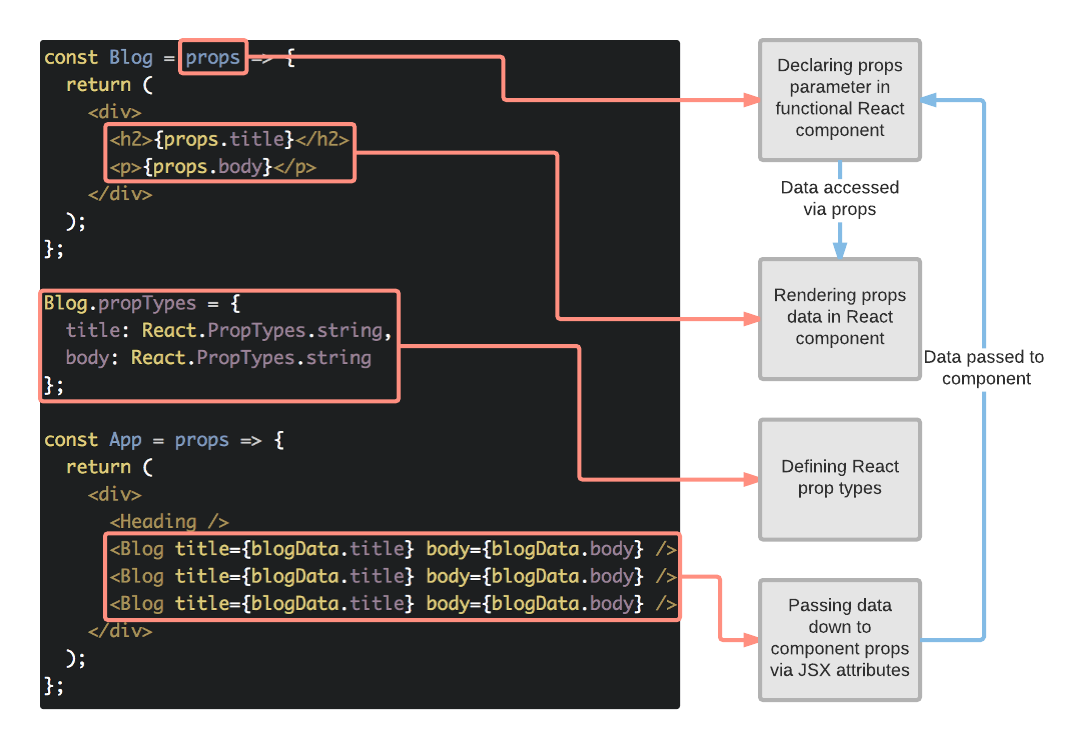 const Blog = props => {
return (
<div>
<h2>{props.title}</h2>
<p>{props.body}</p>
</div>
);
};
Blog.propTypes = {
title: React.PropTypes.string,
body: React.PropTypes.string
};
const App = props => {
return (
<div>
<Heading />
<Blog title={blogData.title} body={blogData.body} />
<Blog title={blogData.title} body={blogData.body} />
<Blog title={blogData.title} body={blogData.body} />
</div>
);
};
Declaring props
parameter in
functional React
component
Data accessed
via props
Rendering props
data in React
component
Data passed to
component
Defining React
prop types
Passing data
down to
component props
via JSX attributes